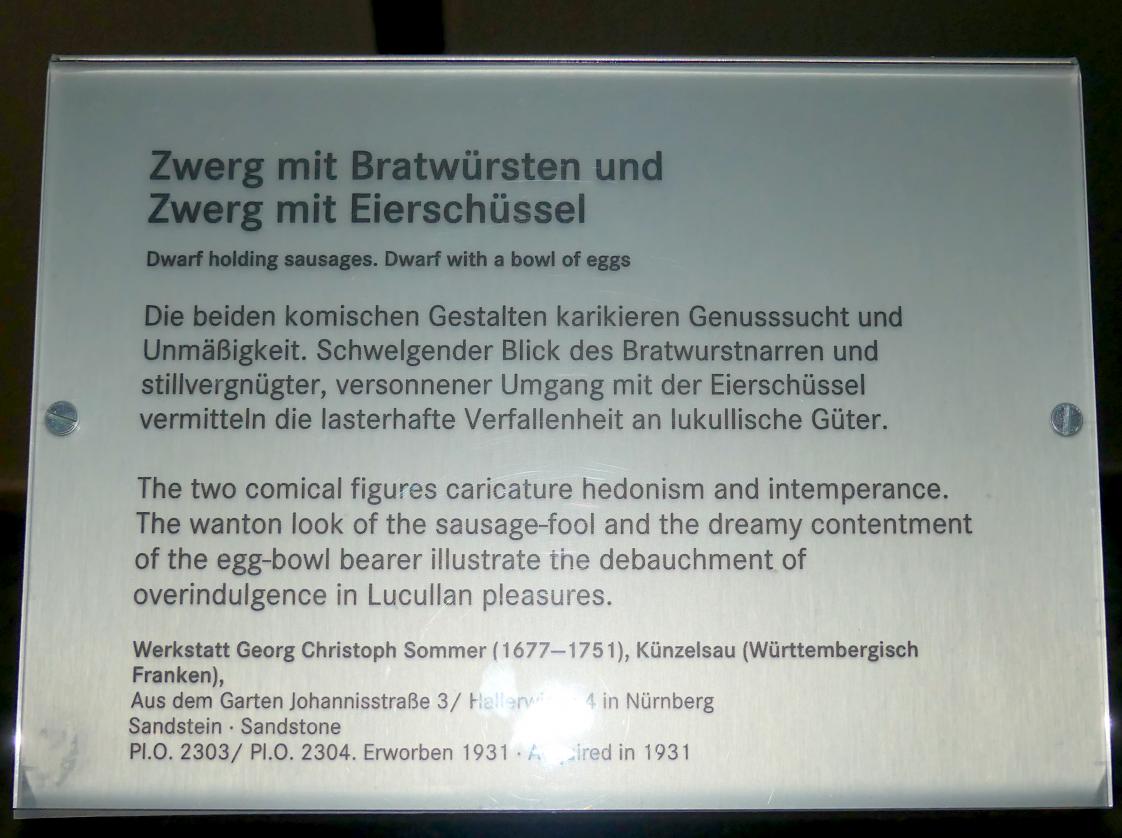 Zwerg mit Bratwürsten und
Zwerg mit Eierschüssel
Dwarf holding sausages. Dwarf with a bowl of eggs
Die beiden komischen Gestalten karikieren Genusssucht und
Unmäßigkeit. Schwelgender Blick des Bratwurstnarren und
stillvergnügter, versonnener Umgang mit der Eierschüssel
vermitteln die lasterhafte Verfallenheit an lukullische Güter.
The two comical figures caricature hedonism and intemperance.
The wanton look of the sausage-fool and the dreamy contentment
of the egg-bowl bearer illustrate the debauchment of
overindulgence in Lucullan pleasures.
Werkstatt Georg Christoph Sommer (1677–1751), Künzelsau (Württembergisch
Franken),
Aus dem Garten Johannisstraße 3/ in Nürnberg
Sandstein · Sandstone
Pl.O. 2303/ Pl.O. 2304. Erworben 1931 · Acquired in 1931